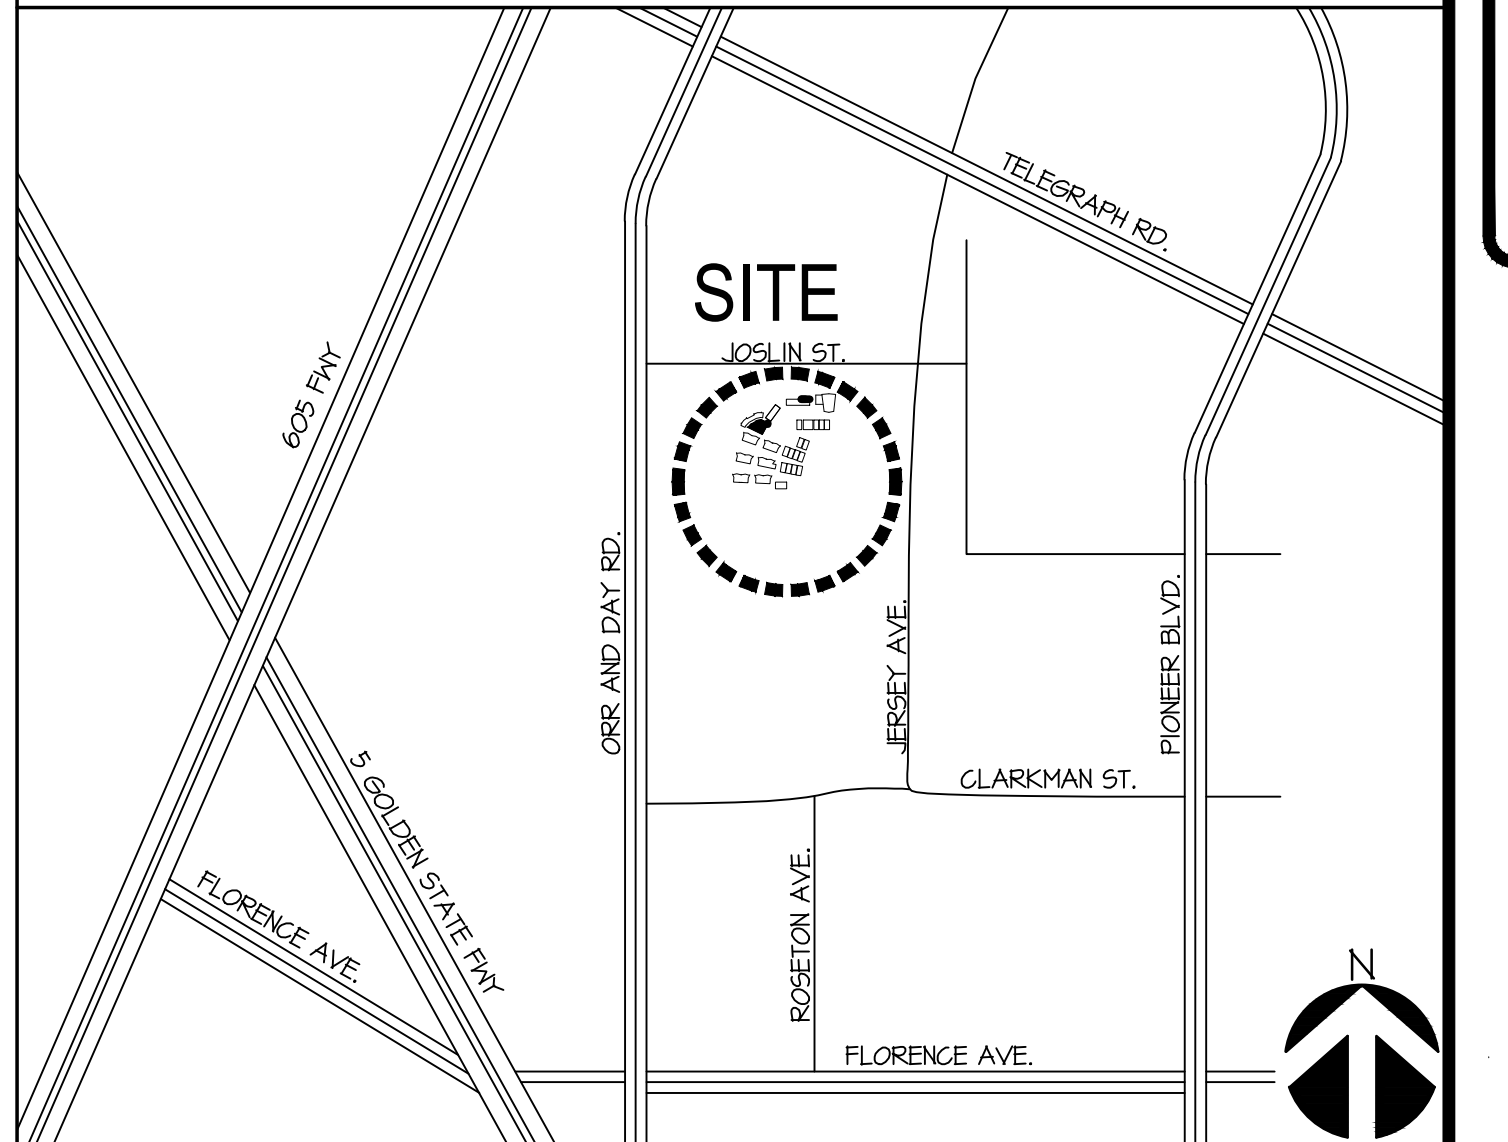 TELEGRAPH RD.
SITE
JOSLIN ST.
605 FWY
ORR AND DAY RD.
JERSEY AVE.
PIONEER BLVD.
5 GOLDEN STATE FWY
CLARKMAN ST.
FLORENCE AVE.
ROSETON AVE.
N
FLORENCE AVE.